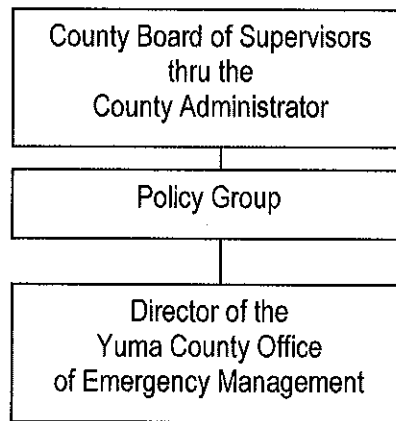 County Board of Supervisors
thru the
County Administrator
Policy Group
Director of the
Yuma County Office
of Emergency Management